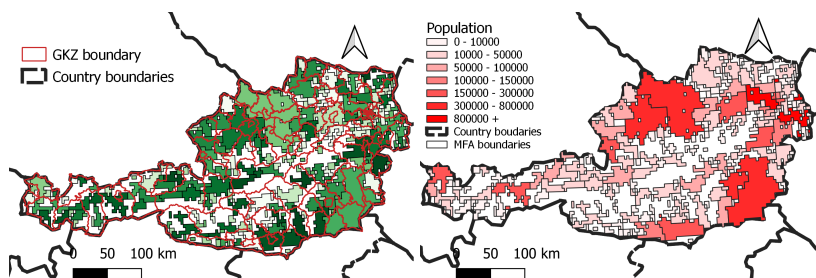 GKZ boundary
Country boundaries
0 50 100 km
Population
0 - 10000
10000 - 50000
50000 - 100000
100000 - 150000
150000 - 300000
300000 - 800000
800000 +
Country boudaries
MFA boundaries
0 50 100 km